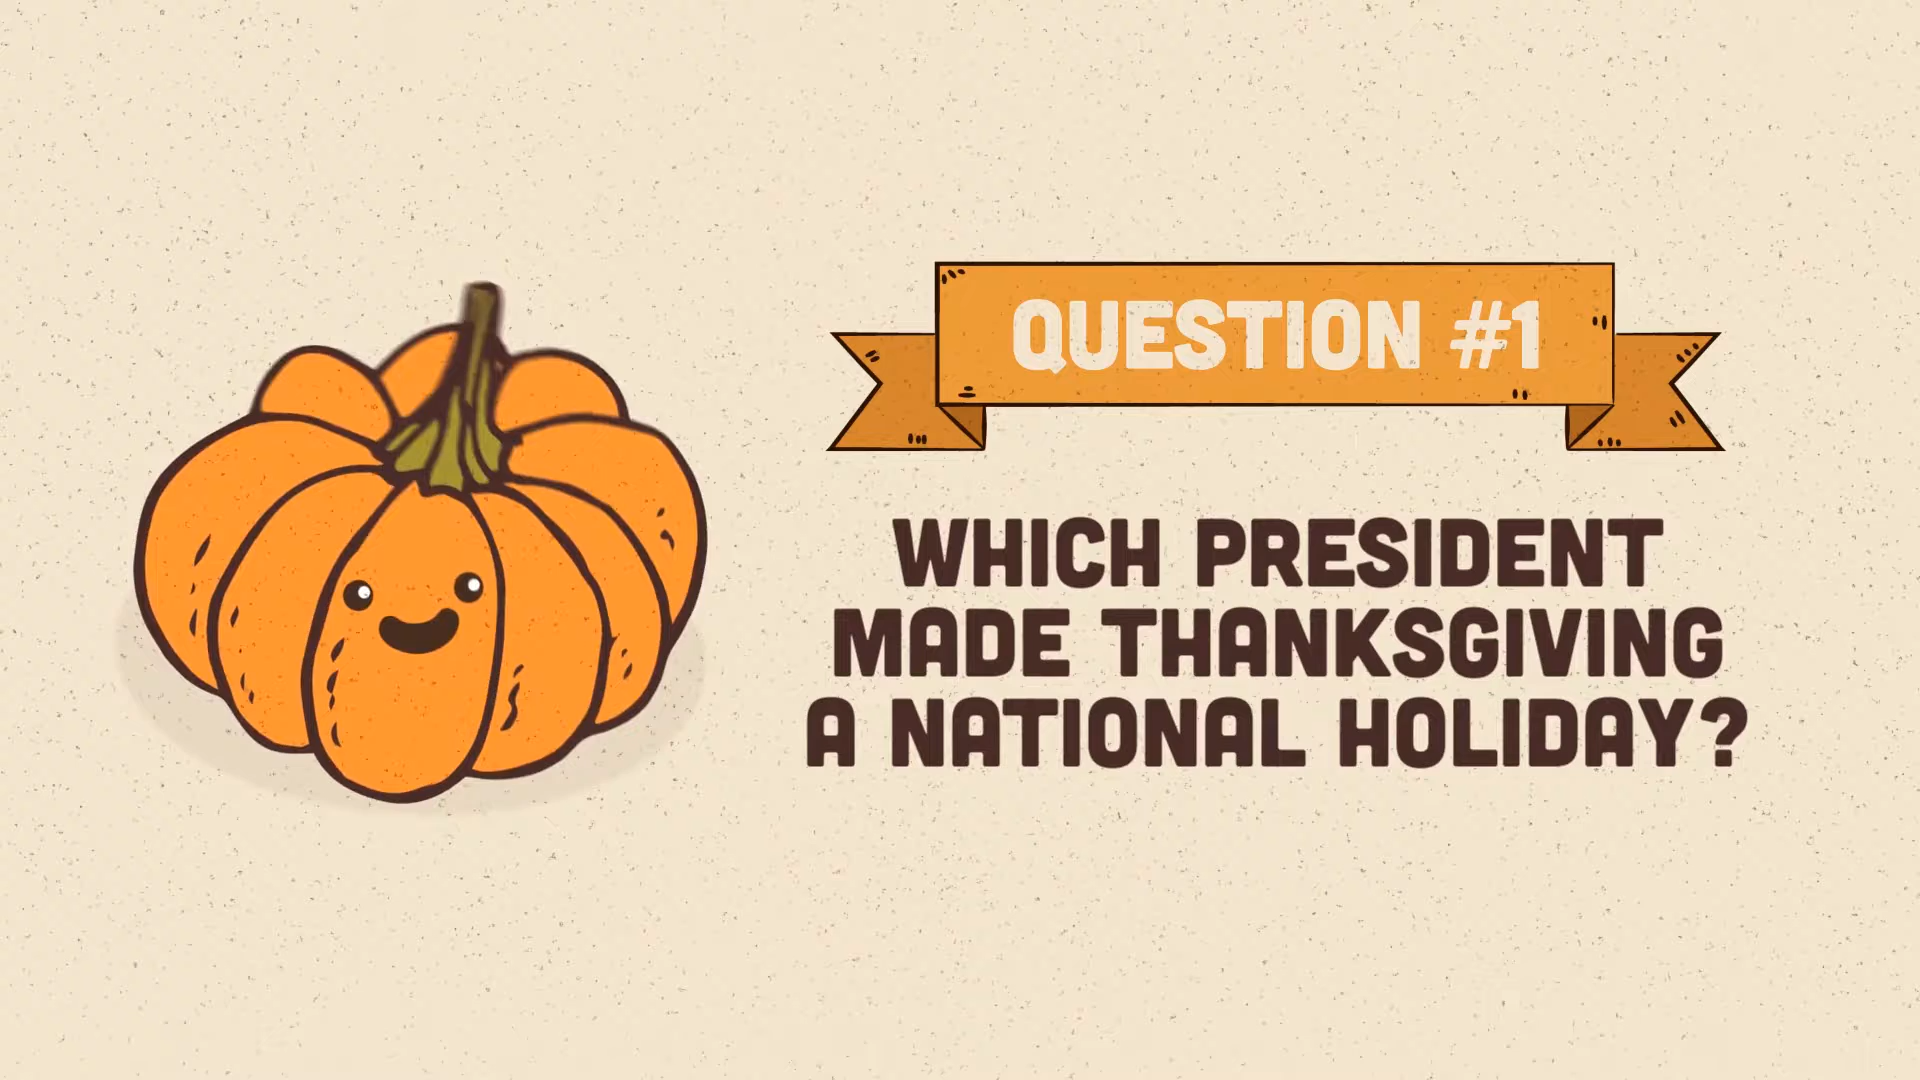 QUESTION #1
WHICH PRESIDENT
MADE THANKSGIVING
A NATIONAL HOLIDAY?